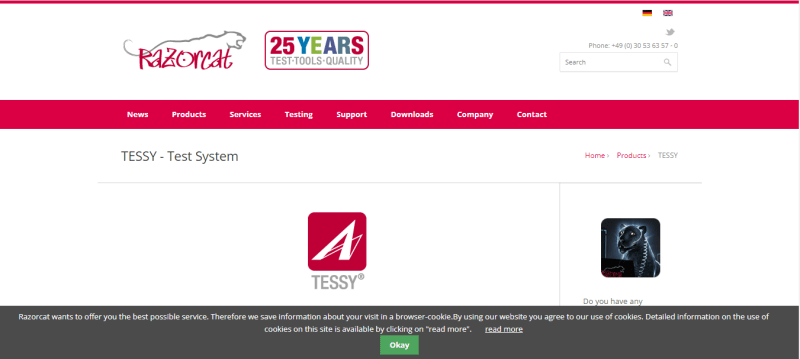 Razorcat
25 YEARS
TEST·TOOLS·QUALITY
Phone: +49 (0) 30 53 63 57 - 0
Search
News Products Services Testing Support Downloads Company Contact
TESSY - Test System
Home › Products › TESSY
TESSY®
Do you have any
Razorcat wants to offer you the best possible service. Therefore we save information about your visit in a browser-cookie.By using our website you agree to our use of cookies. Detailed information on the use of
cookies on this site is available by clicking on "read more". read more
Okay